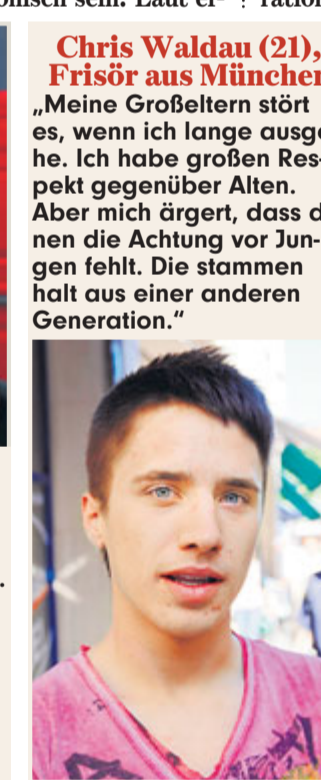 Chris Waldau (21),
Frisör aus München
„Meine Großeltern stört
es, wenn ich lange
he. Ich habe großen Res-
pekt gegenüber Alten.
Aber mich ärgert, dass
nen die Achtung vor Jun-
gen fehlt. Die stammen
halt aus einer anderen
Generation.“